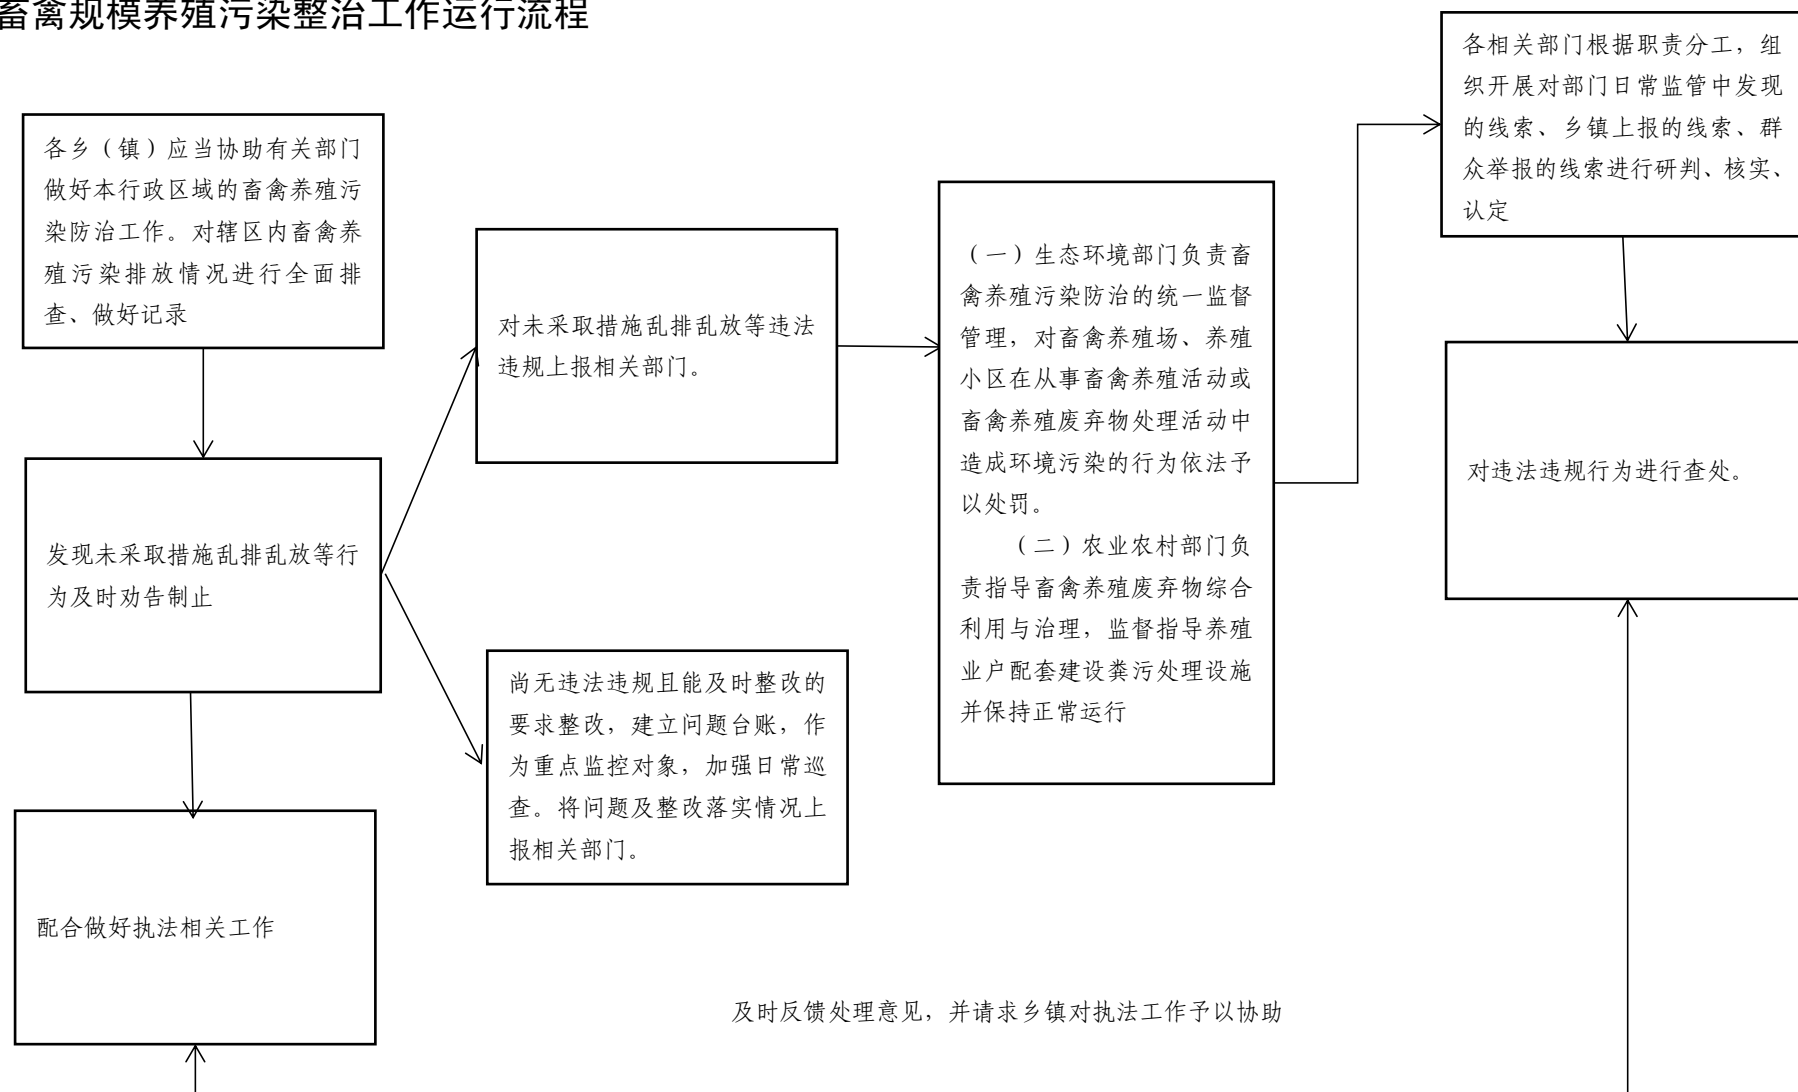 畜禽规模养殖污染整治工作运行流程
各乡（镇）应当协助有关部门
做好本行政区域的畜禽养殖污
染防治工作。对辖区内畜禽养
殖污染排放情况进行全面排
查、做好记录
发现未采取措施乱排乱放等行
为及时劝告制止
配合做好执法相关工作
对未采取措施乱排乱放等违法
违规上报相关部门。
尚无违法违规且能及时整改的
要求整改，建立问题台账，作
为重点监控对象，加强日常巡
查。将问题及整改落实情况上
报相关部门。
（一）生态环境部门负责畜
禽养殖污染防治的统一监督
管理，对畜禽养殖场、养殖
小区在从事畜禽养殖活动或
畜禽养殖废弃物处理活动中
造成环境污染的行为依法予
以处罚。
（二）农业农村部门负
责指导畜禽养殖废弃物综合
利用与治理，监督指导养殖
业户配套建设粪污处理设施
并保持正常运行
各相关部门根据职责分工，组
织开展对部门日常监管中发现
的线索、乡镇上报的线索、群
众举报的线索进行研判、核实、
认定
对违法违规行为进行查处。
及时反馈处理意见，并请求乡镇对执法工作予以协助